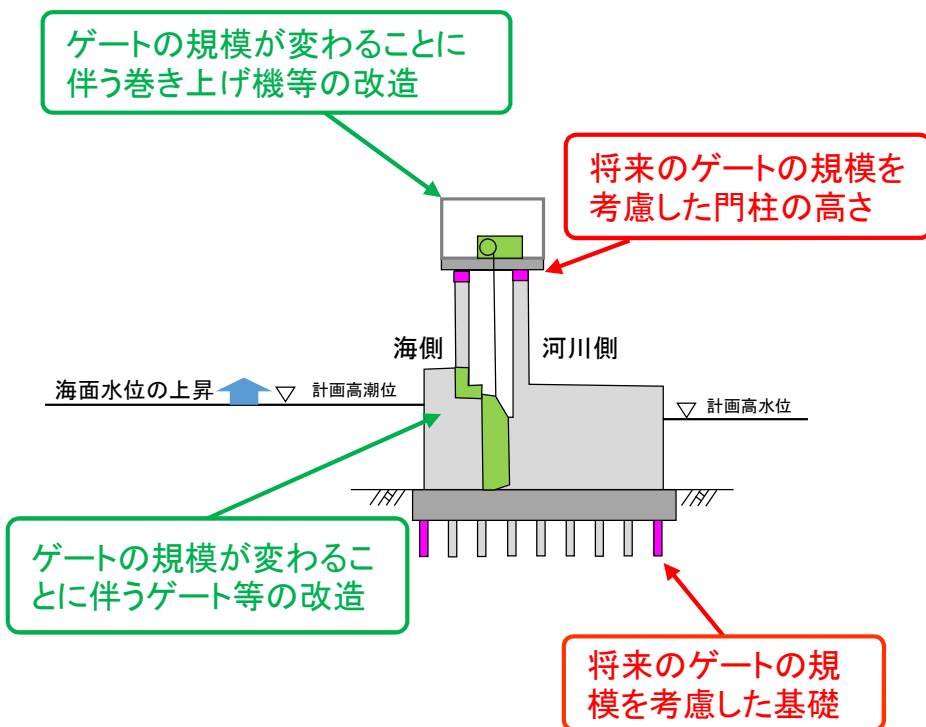 ゲートの規模が変わることに
伴う巻き上げ機等の改造
将来のゲートの規模を
考慮した門柱の高さ
海側
河川側
海面水位の上昇
計画高潮位
計画高水位
ゲートの規模が変わるこ
とに伴うゲート等の改造
将来のゲートの規
模を考慮した基礎